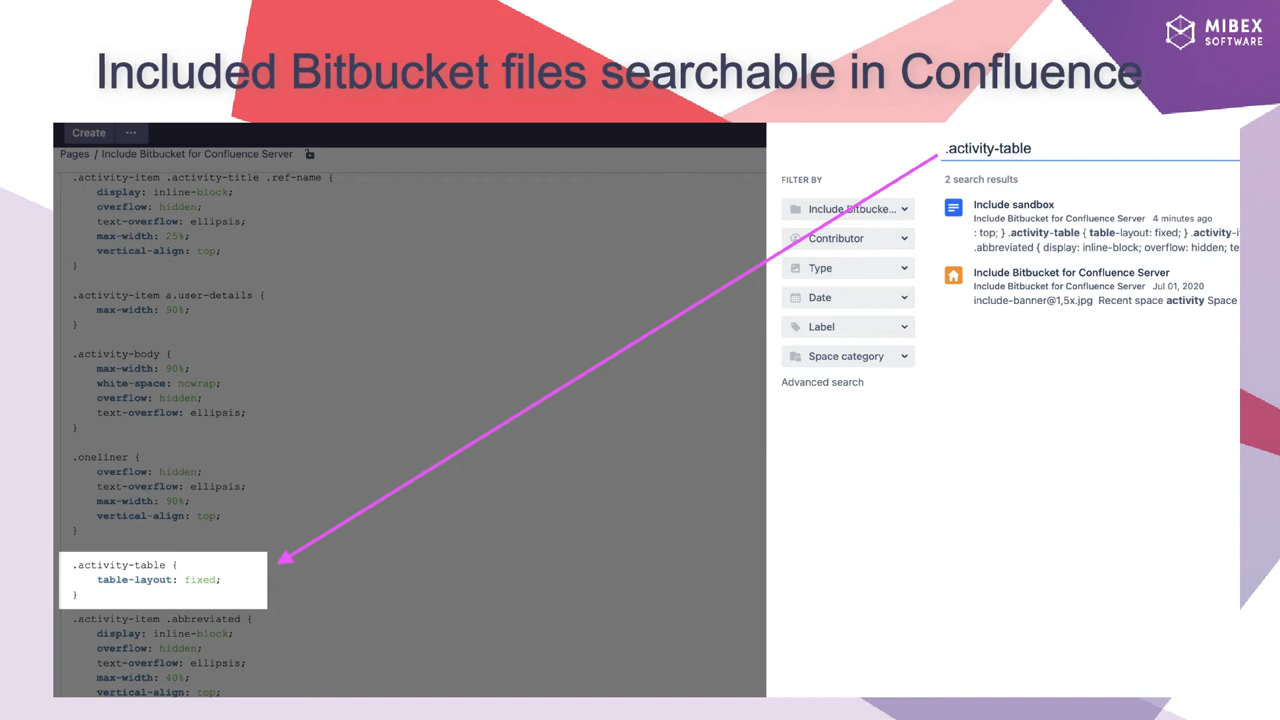 MIBEX
SOFTWARE
Included Bitbucket files searchable in Confluence
Create ···
Pages / Include Bitbucket for Confluence Server
.activity-item .activity-title .ref-name {
display: inline-block;
overflow: hidden;
text-overflow: ellipsis;
max-width: 25%;
vertical-align: top;
}
.activity-item a.user-details {
max-width: 90%;
}
.activity-body {
max-width: 90%;
white-space: nowrap;
overflow: hidden;
text-overflow: ellipsis;
}
.oneliner {
overflow: hidden;
text-overflow: ellipsis;
max-width: 90%;
vertical-align: top;
}
.activity-table {
table-layout: fixed;
}
.activity-item .abbreviated {
display: inline-block;
overflow: hidden;
text-overflow: ellipsis;
max-width: 40%;
vertical-align: top;
FILTER BY
Include Bitbucke...
Contributor
Type
Date
Label
Space category
Advanced search
.activity-table
2 search results
Include sandbox
Include Bitbucket for Confluence Server 4 minutes ago
: top; } .activity-table { table-layout: fixed; } .activity-i
.abbreviated { display: inline-block; overflow: hidden; te
Include Bitbucket for Confluence Server
Include Bitbucket for Confluence Server Jul 01, 2020
include-banner@1,5x.jpg Recent space activity Space